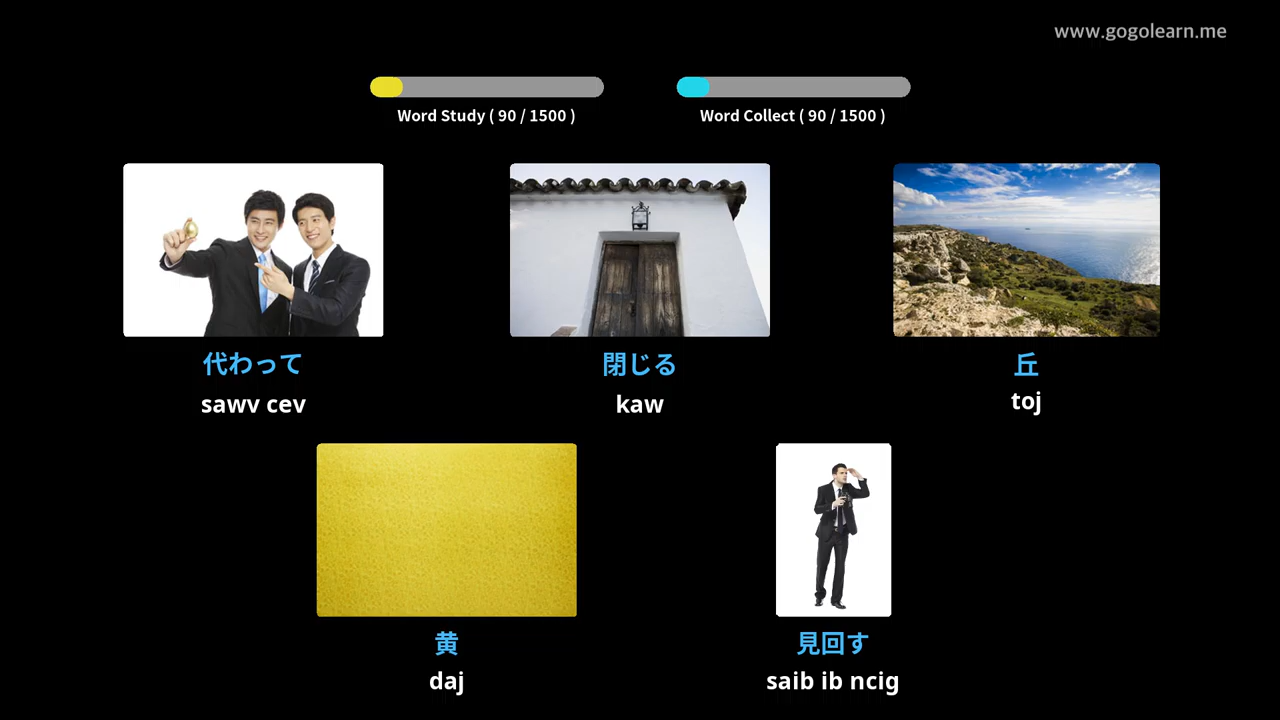 www.gogolearn.me
Word Study ( 90 / 1500 )
Word Collect ( 90 / 1500 )
代わって
sawv cev
閉じる
kaw
丘
toj
黄
daj
見回す
saib ib ncig